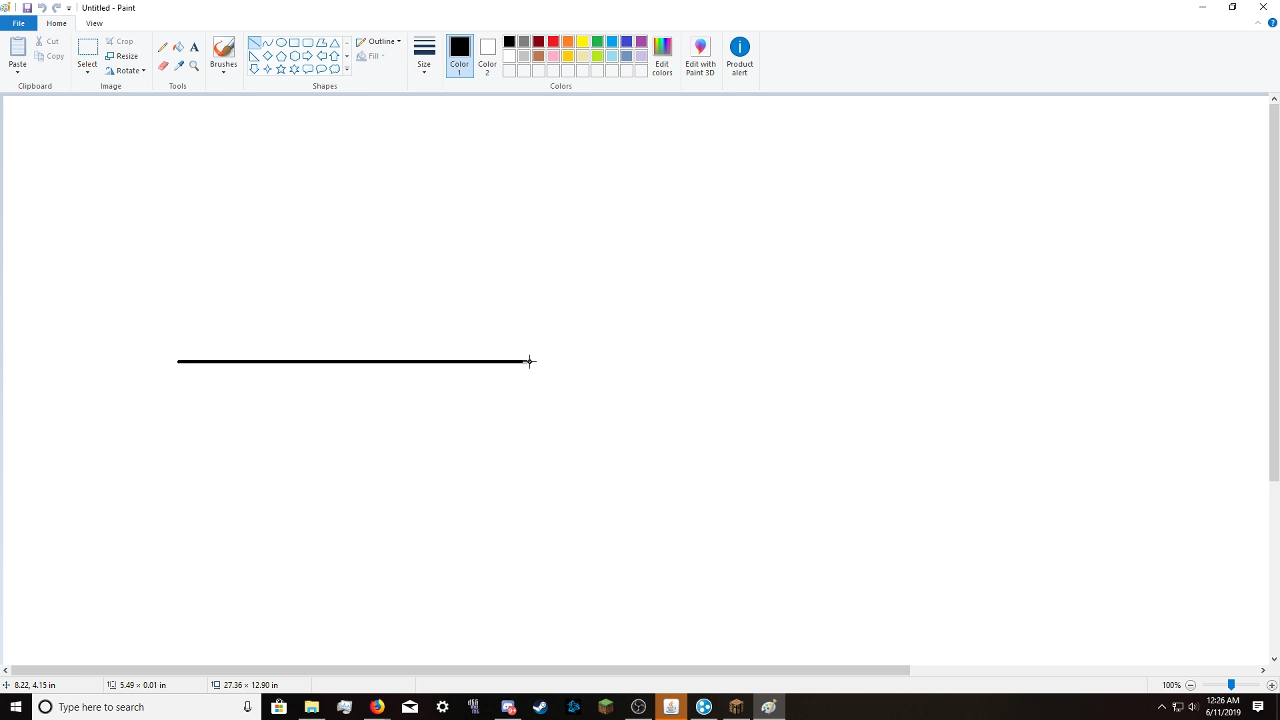 Untitled - Paint
File
Home
View
Paste
Cut
Copy
Clipboard
Select
Crop
Resize
Rotate
Image
A
Tools
Brushes
Shapes
Outline
Fill
Size
Color
1
Color
2
Colors
Edit
colors
Edit with
Paint 3D
Product
alert
8.22, 4.15 in
5.49 × 0.01 in
27.36 × 12.90 in
100%
Type here to search
12:26 AM
6/11/2019